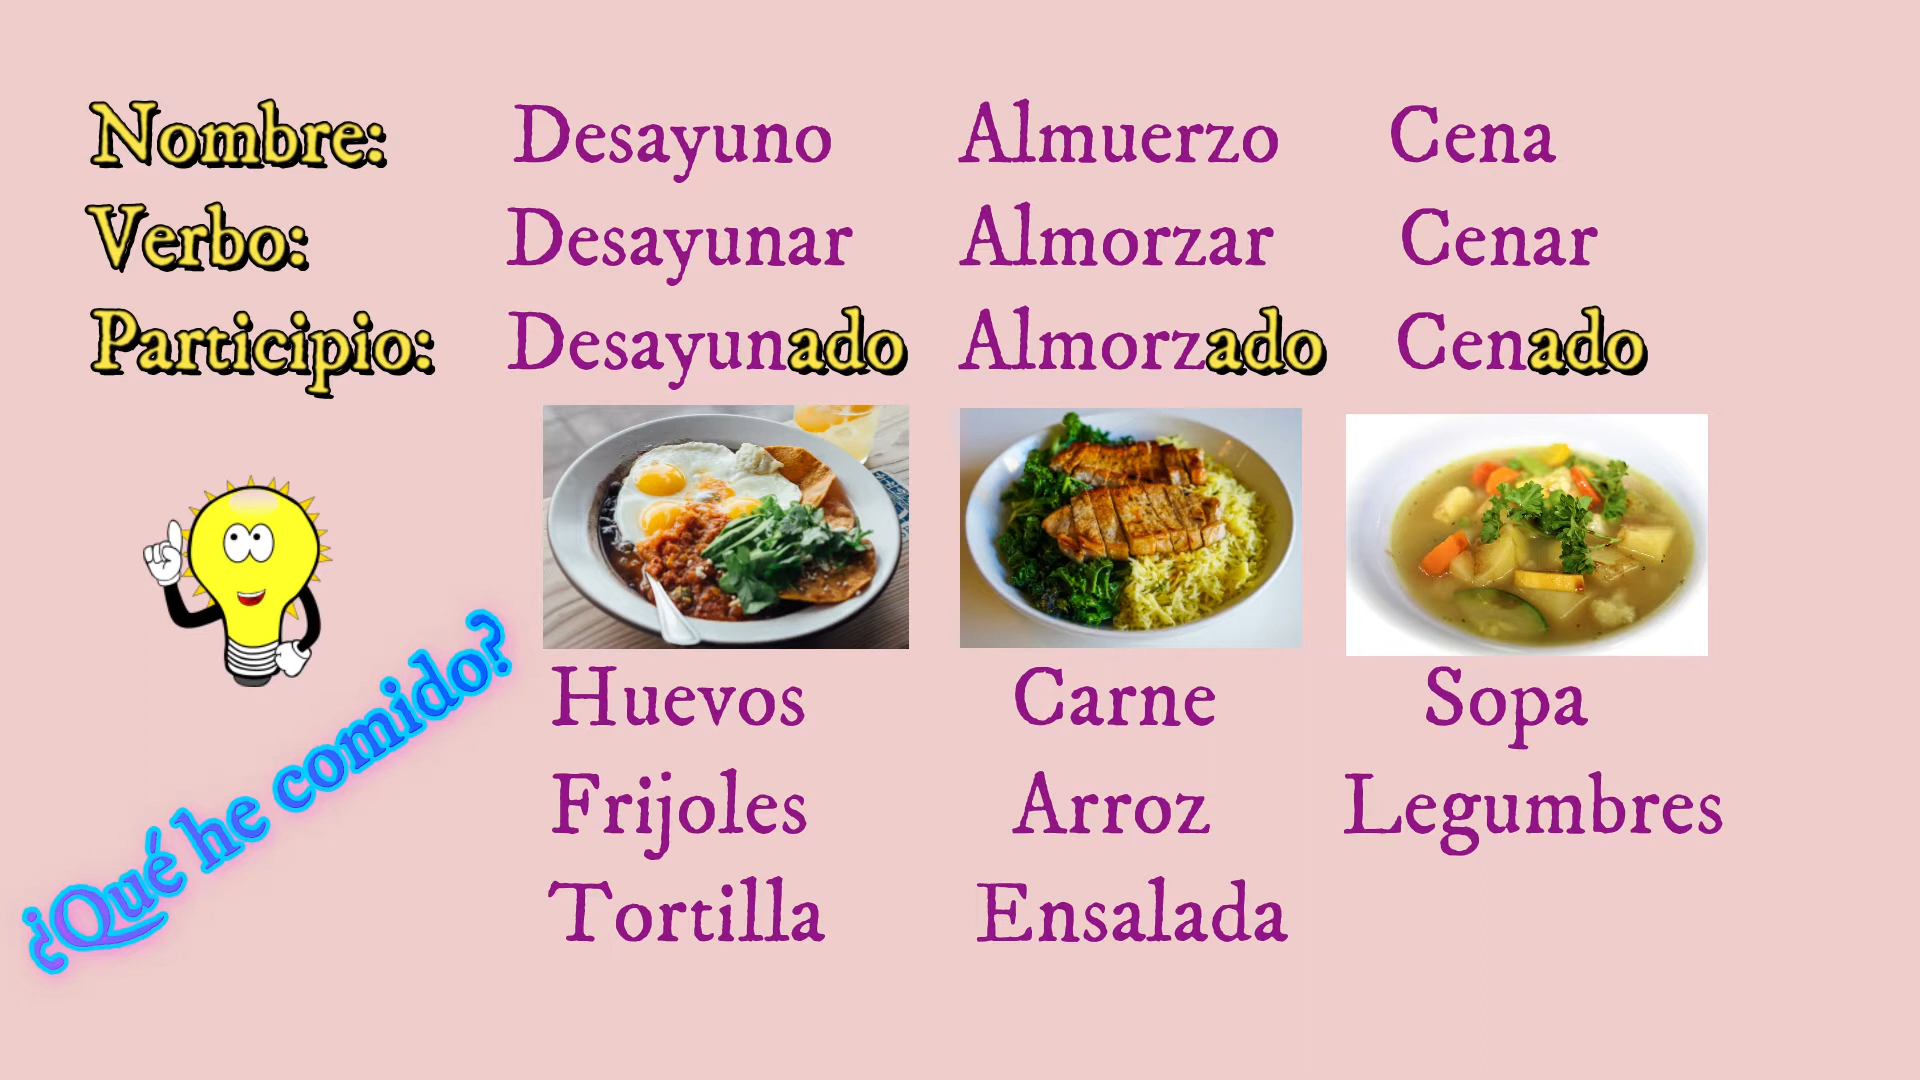 Nombre: Desayuno Almuerzo Cena
Verbo: Desayunar Almorzar Cenar
Participio: Desayunado Almorzado Cenado
¿Qué he comido?
Huevos Carne Sopa
Frijoles Arroz Legumbres
Tortilla Ensalada